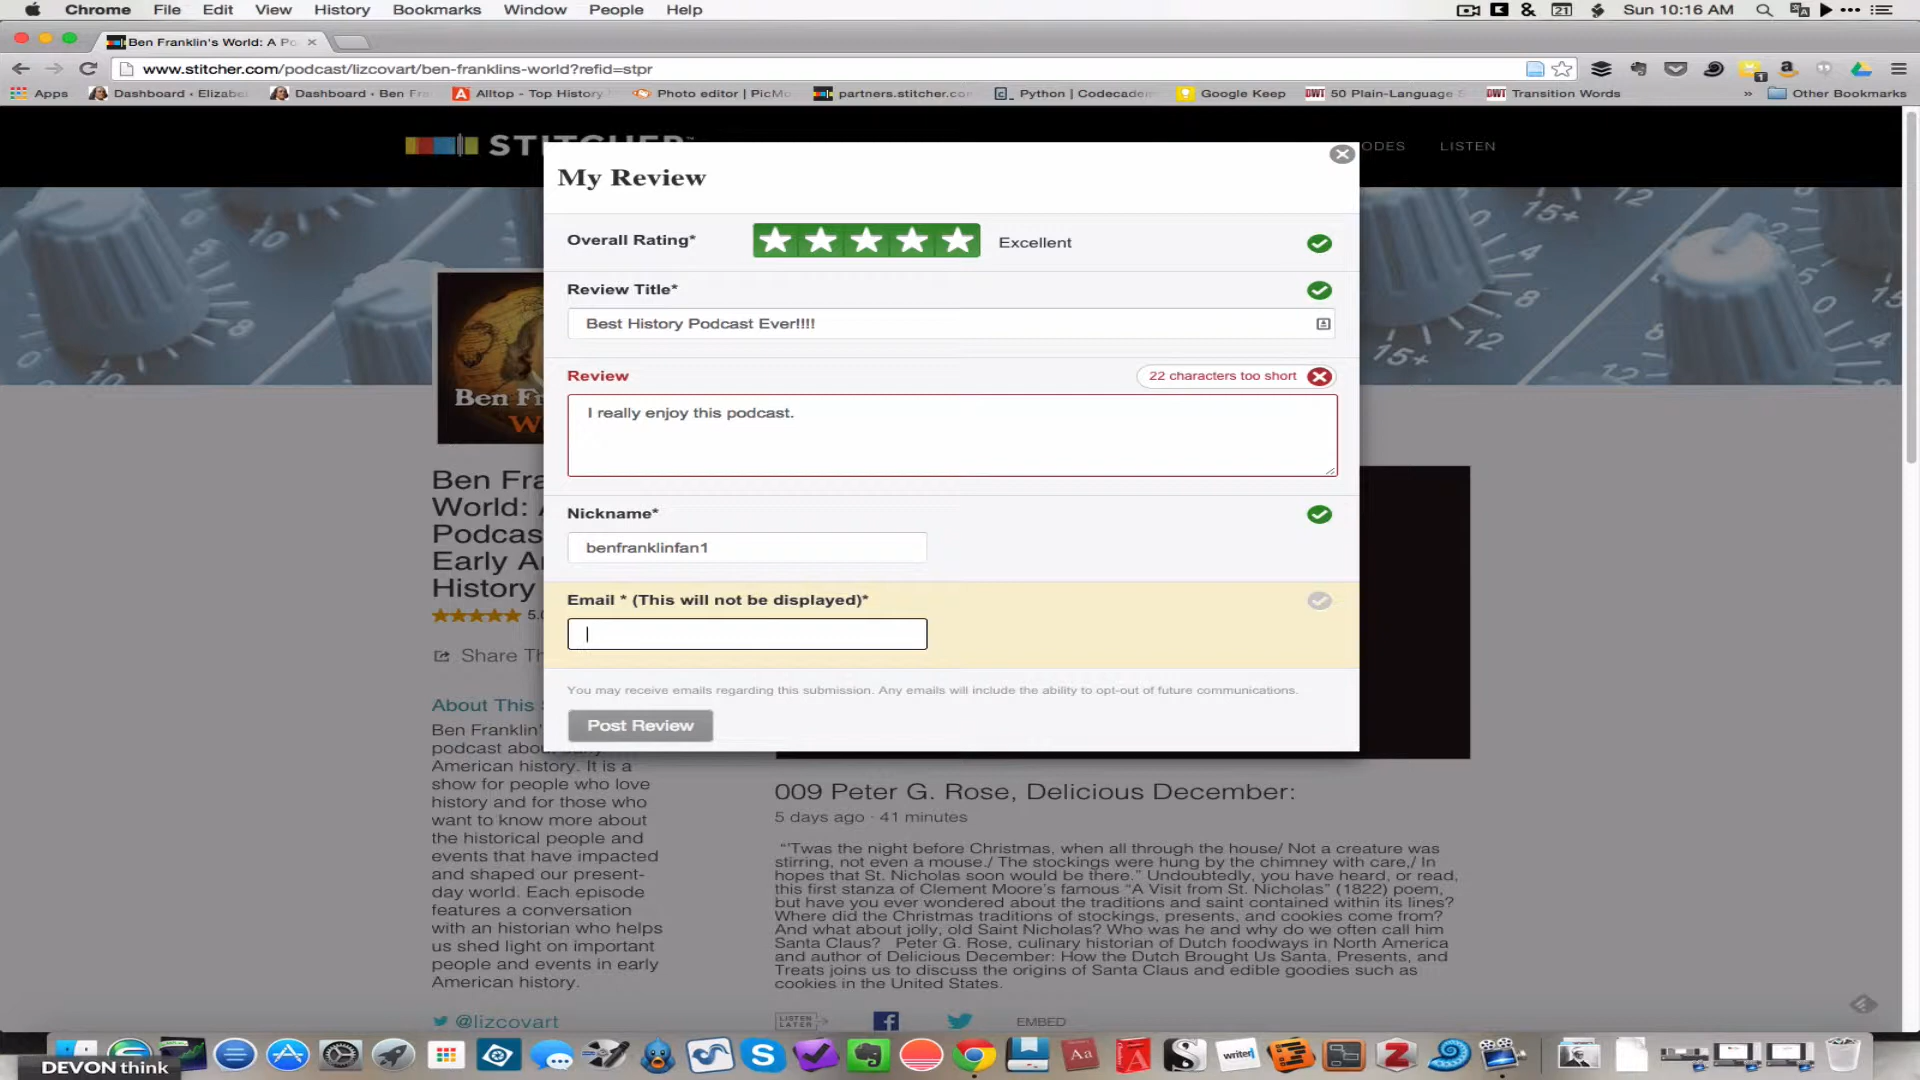 Chrome File Edit View History Bookmarks Window People Help
21 Sun 10:16 AM
Ben Franklin's World: A Po
www.stitcher.com/podcast/lizcovart/ben-franklins-world?refid=stpr
Apps Dashboard • Elizabe Dashboard • Ben Fra Alltop - Top History Photo editor | PicMo partners.stitcher.com Python | Codecadem Google Keep DWT 50 Plain-Language S DWT Transition Words » Other Bookmarks
STITCHER
ODES LISTEN
My Review
Overall Rating* Excellent
Review Title*
Best History Podcast Ever!!!!
Review 22 characters too short
I really enjoy this podcast.
Nickname*
benfranklinfan1
Email * (This will not be displayed)*
You may receive emails regarding this submission. Any emails will include the ability to opt-out of future communications.
Post Review
Ben Fr
W
Ben Fra
World: A
Podcas
Early A
History
5.
Share Th
About This S
Ben Franklin'
podcast abou
American history. It is a
show for people who love
history and for those who
want to know more about
the historical people and
events that have impacted
and shaped our present-
day world. Each episode
features a conversation
with an historian who helps
us shed light on important
people and events in early
American history.
@lizcovart
009 Peter G. Rose, Delicious December:
5 days ago · 41 minutes
“'Twas the night before Christmas, when all through the house/ Not a creature was
stirring, not even a mouse./ The stockings were hung by the chimney with care,/ In
hopes that St. Nicholas soon would be there.” Undoubtedly, you have heard, or read,
this first stanza of Clement Moore’s famous “A Visit from St. Nicholas” (1822) poem,
but have you ever wondered about the traditions and saint contained within its lines?
Where did the Christmas traditions of stockings, presents, and cookies come from?
And what about jolly, old Saint Nicholas? Who was he and why do we often call him
Santa Claus? Peter G. Rose, culinary historian of Dutch foodways in North America
and author of Delicious December: How the Dutch Brought Us Santa, Presents, and
Treats joins us to discuss the origins of Santa Claus and edible goodies such as
cookies in the United States.
LISTEN LATER EMBED
DEVON think
writer